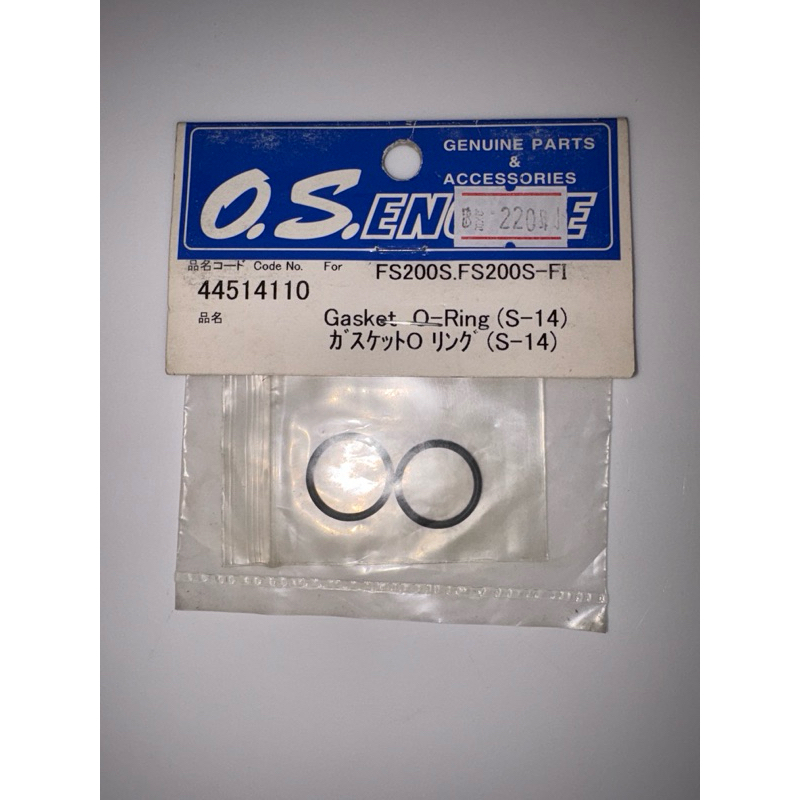 GENUINE PARTS
&
ACCESSORIES
O.S.ENGINE
2204
品名コード Code No. For FS200S.FS200S-FI
44514110
品名 Gasket O-Ring (S-14)
ガスケットO リング (S-14)